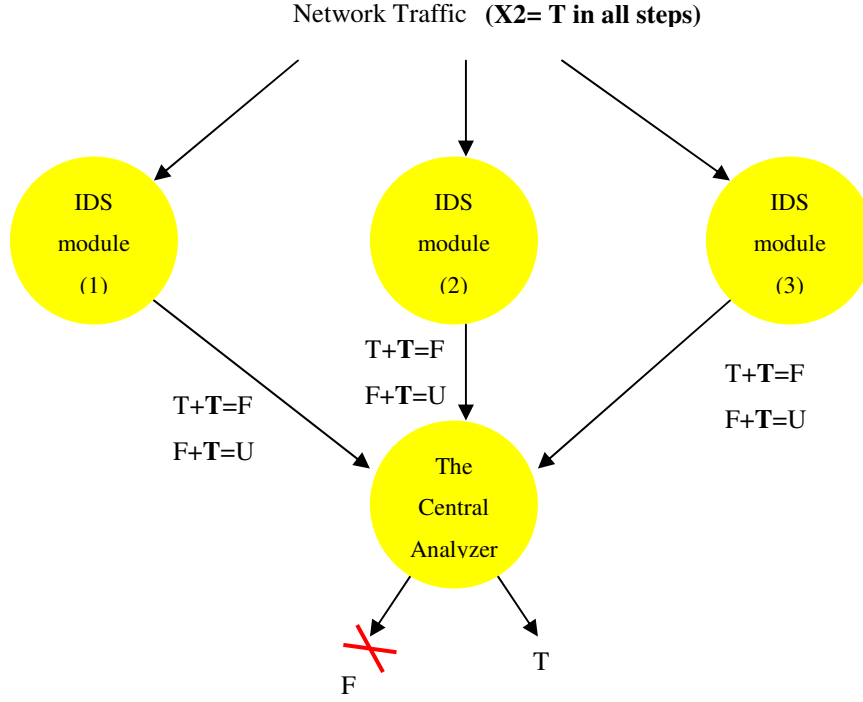 Network Traffic (X2= T in all steps)
IDS
module
(1)
IDS
module
(2)
IDS
module
(3)
T+T=F
F+T=U
T+T=F
F+T=U
T+T=F
F+T=U
The
Central
Analyzer
F
T